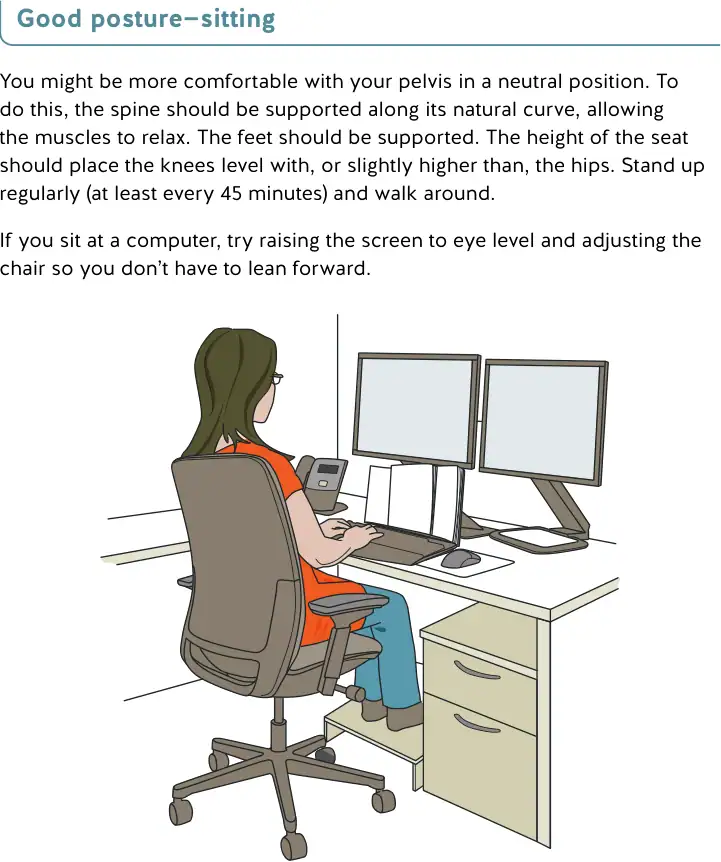 Good posture–sitting
You might be more comfortable with your pelvis in a neutral position. To
do this, the spine should be supported along its natural curve, allowing
the muscles to relax. The feet should be supported. The height of the seat
should place the knees level with, or slightly higher than, the hips. Stand up
regularly (at least every 45 minutes) and walk around.
If you sit at a computer, try raising the screen to eye level and adjusting the
chair so you don’t have to lean forward.